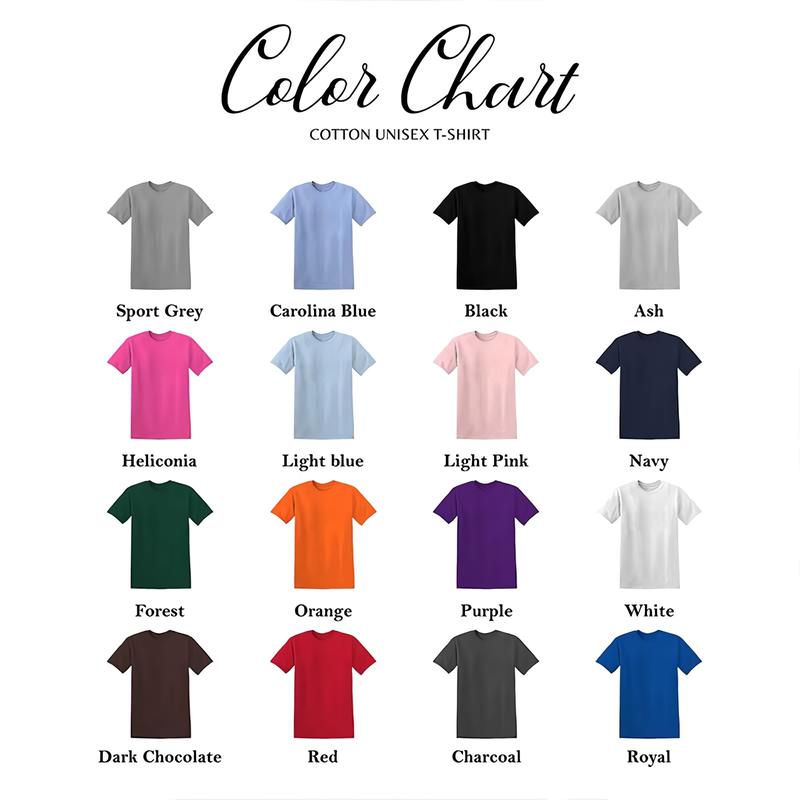 Color Chart
COTTON UNISEX T-SHIRT
Sport Grey
Carolina Blue
Black
Ash
Heliconia
Light blue
Light Pink
Navy
Forest
Orange
Purple
White
Dark Chocolate
Red
Charcoal
Royal